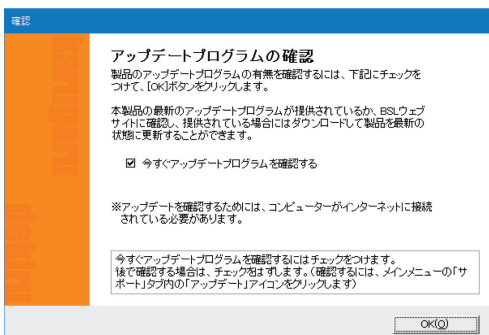 確認
アップデートプログラムの確認
製品のアップデートプログラムの有無を確認するには、下記にチェックを
つけて、[OK]ボタンをクリックします。
本製品の最新のアップデートプログラムが提供されているか、BSLウェブ
サイトに確認し、提供されている場合にはダウンロードして製品を最新の
状態に更新することができます。
今すぐアップデートプログラムを確認する
※アップデートを確認するためには、コンピューターがインターネットに接続
されている必要があります。
今すぐアップデートプログラムを確認するにはチェックをつけます。
後で確認する場合は、チェックをはずします。(確認するには、メインメニューの「サ
ポート」タブ内の「アップデート」アイコンをクリックします)
OK(O)
karugaru
dekiru